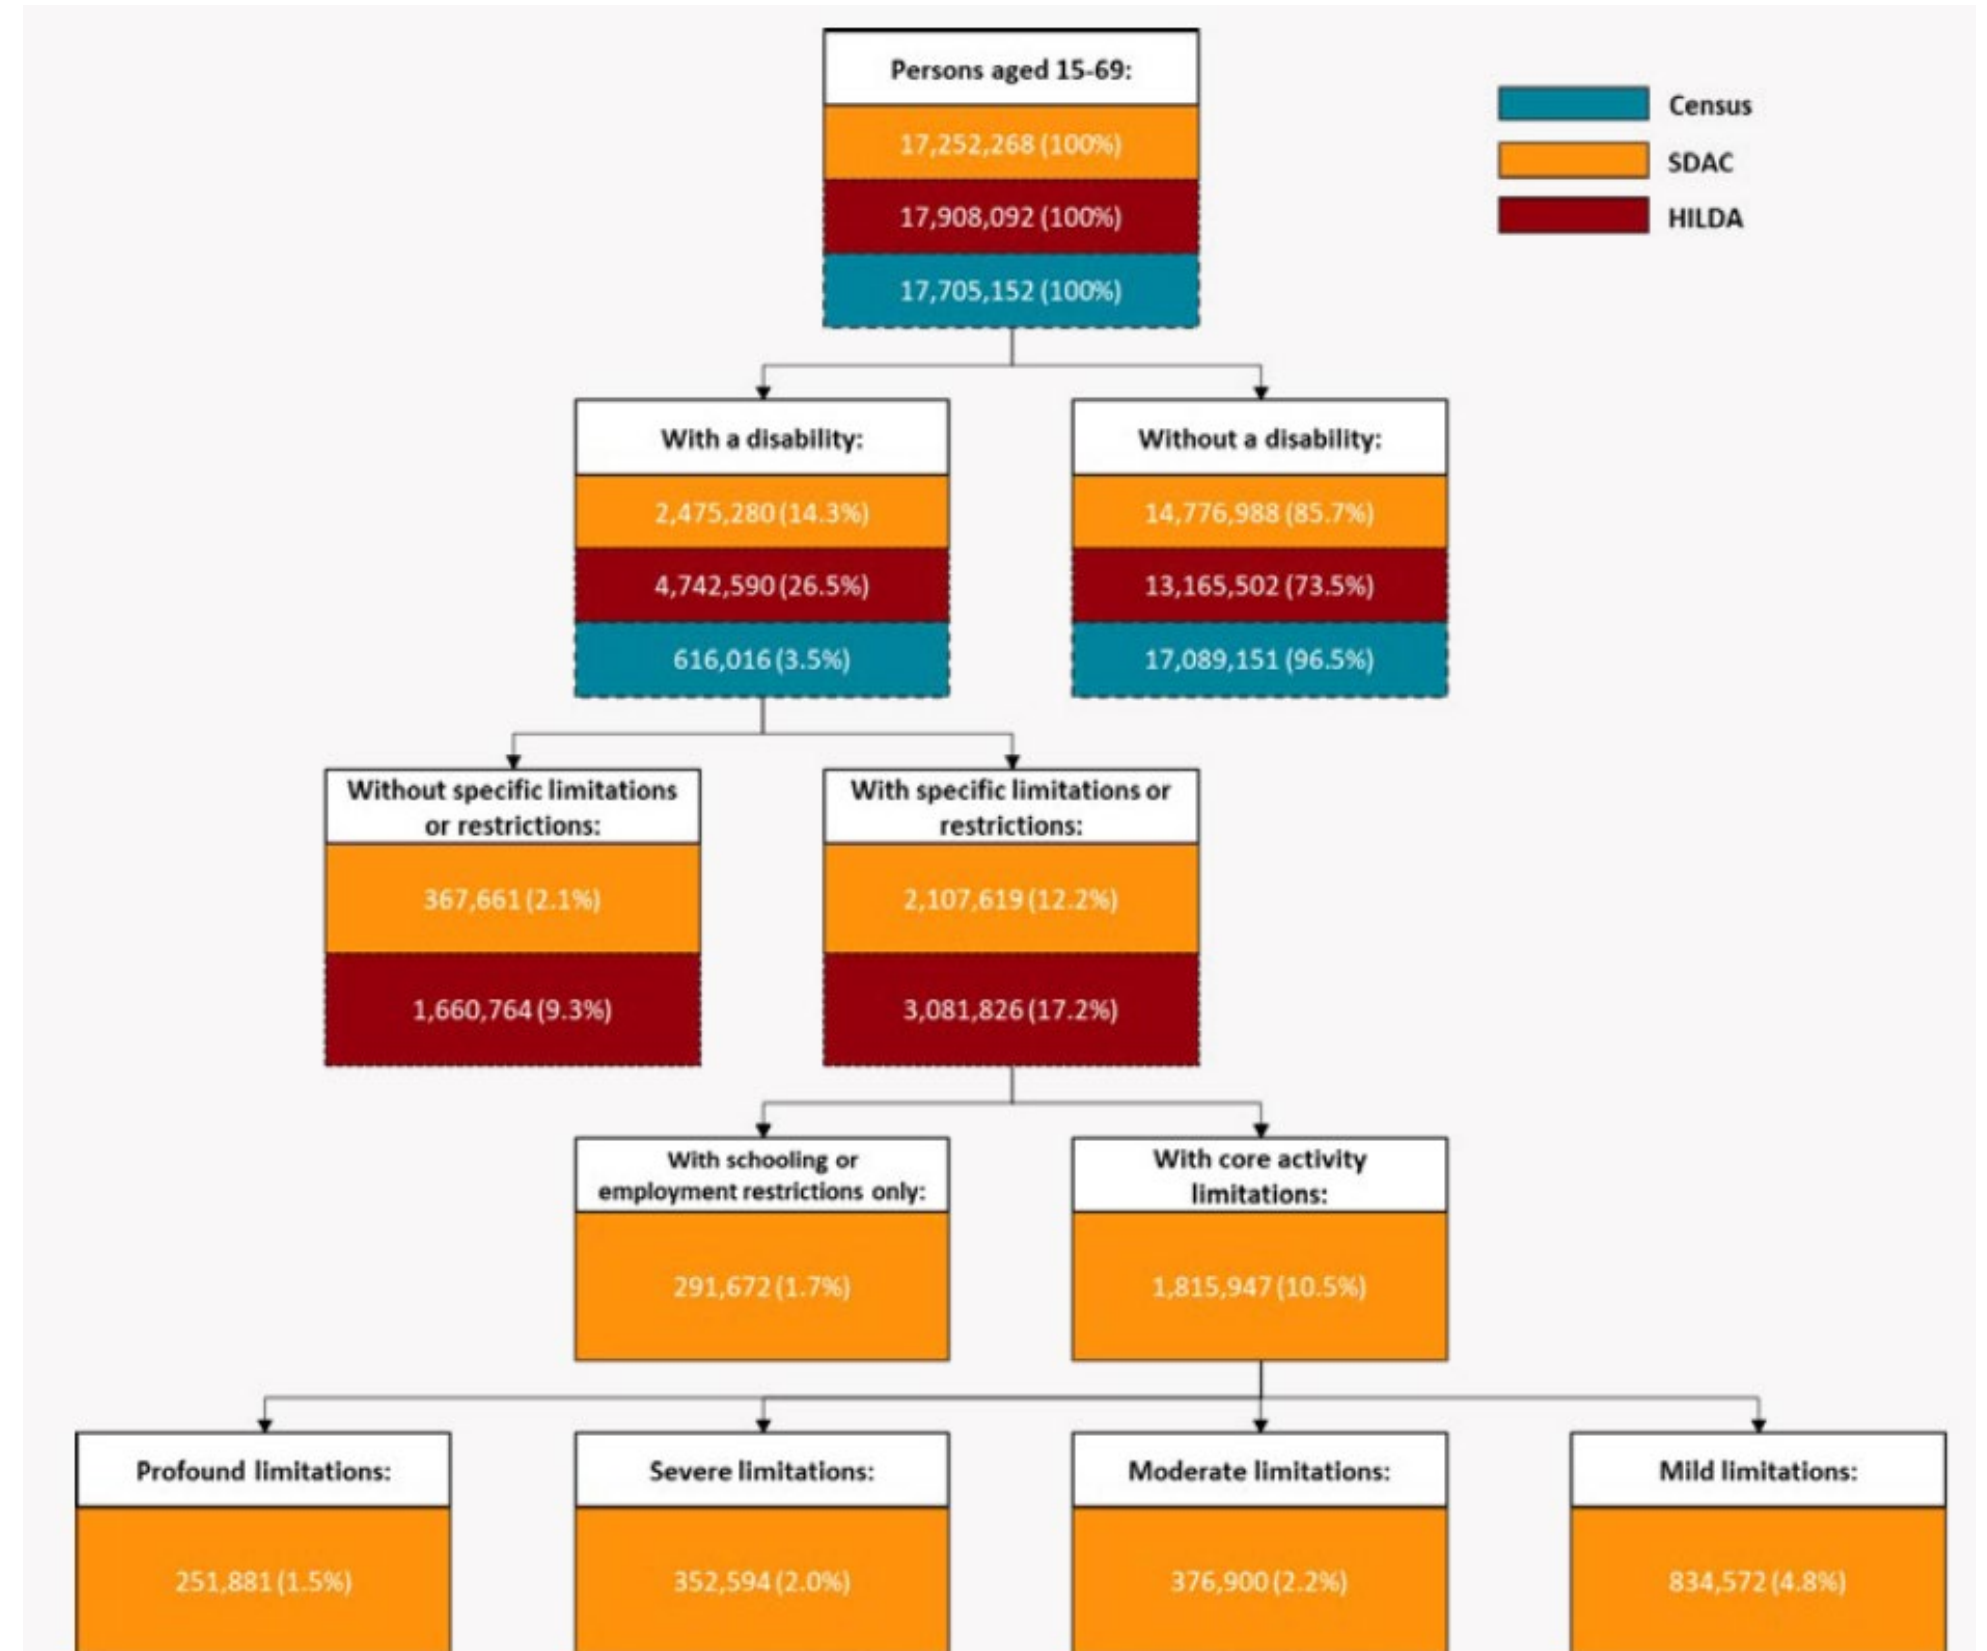 Persons aged 15-69:
17,252,268 (100%)
17,908,092 (100%)
17,705,152 (100%)
Census
SDAC
HILDA
With a disability:
2,475,280 (14.3%)
4,742,590 (26.5%)
616,016 (3.5%)
Without a disability:
14,776,988 (85.7%)
13,165,502 (73.5%)
17,089,151 (96.5%)
Without specific limitations
or restrictions:
367,661 (2.1%)
1,660,764 (9.3%)
With specific limitations or
restrictions:
2,107,619 (12.2%)
3,081,826 (17.2%)
With schooling or
employment restrictions only:
291,672 (1.7%)
With core activity
limitations:
1,815,947 (10.5%)
Profound limitations:
251,881 (1.5%)
Severe limitations:
352,594 (2.0%)
Moderate limitations:
376,900 (2.2%)
Mild limitations:
834,572 (4.8%)